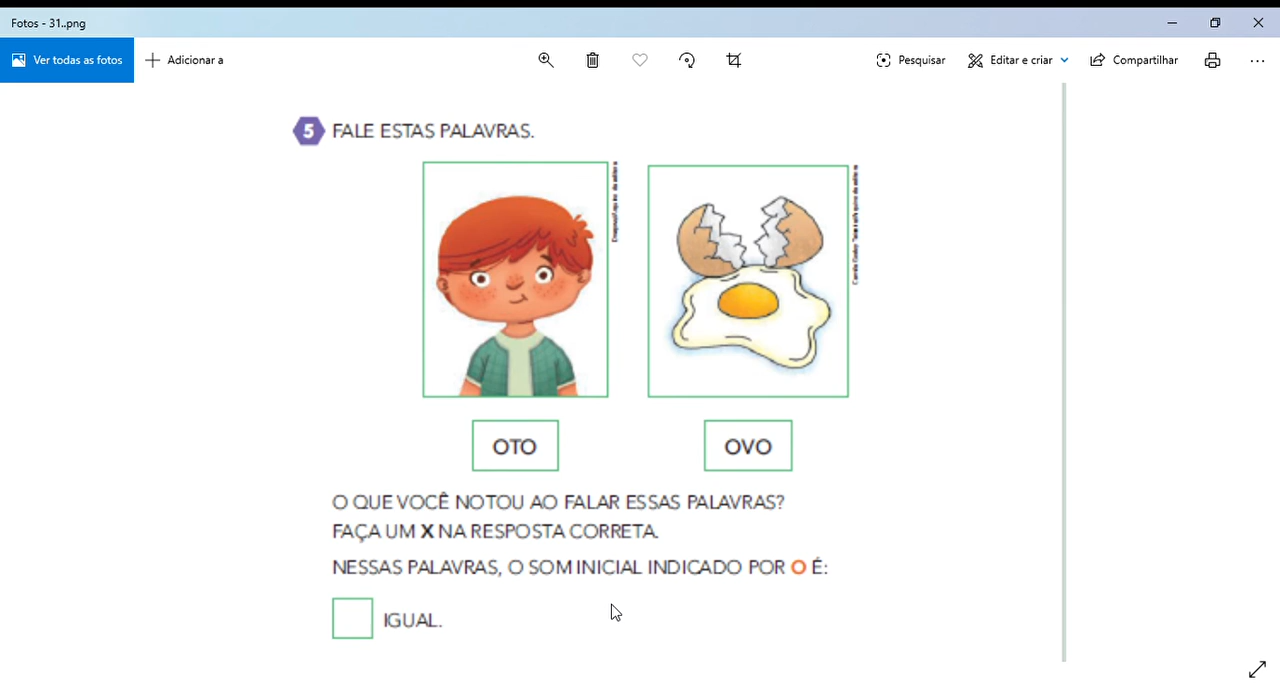 Fotos - 31..png
Ver todas as fotos
Adicionar a
Pesquisar
Editar e criar
Compartilhar
5 FALE ESTAS PALAVRAS.
OTO
OVO
O QUE VOCÊ NOTOU AO FALAR ESSAS PALAVRAS?
FAÇA UM X NA RESPOSTA CORRETA.
NESSAS PALAVRAS, O SOM INICIAL INDICADO POR O É:
IGUAL.